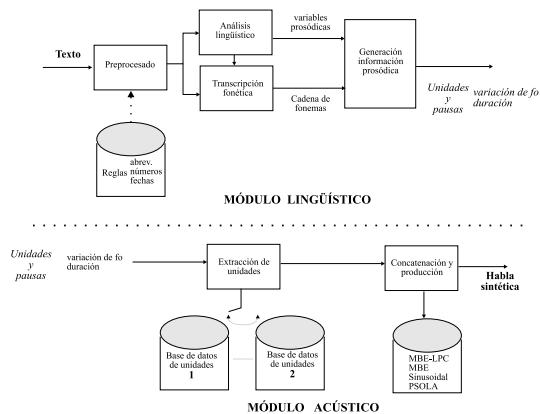 Texto
Preprocesado
Análisis
lingüístico
Transcripción
fonética
variables
prosódicas
Cadena de
fonemas
Generación
información
prosódica
Unidades
y
pausas
variación de fo
duración
Reglas
abrev.
números
fechas
MÓDULO LINGÜÍSTICO
Unidades
y
pausas
variación de fo
duración
Extracción de
unidades
Concatenación y
producción
Habla
sintética
Base de datos
de unidades
1
Base de datos
de unidades
2
MBE-LPC
MBE
Sinusoidal
PSOLA
MÓDULO ACÚSTICO